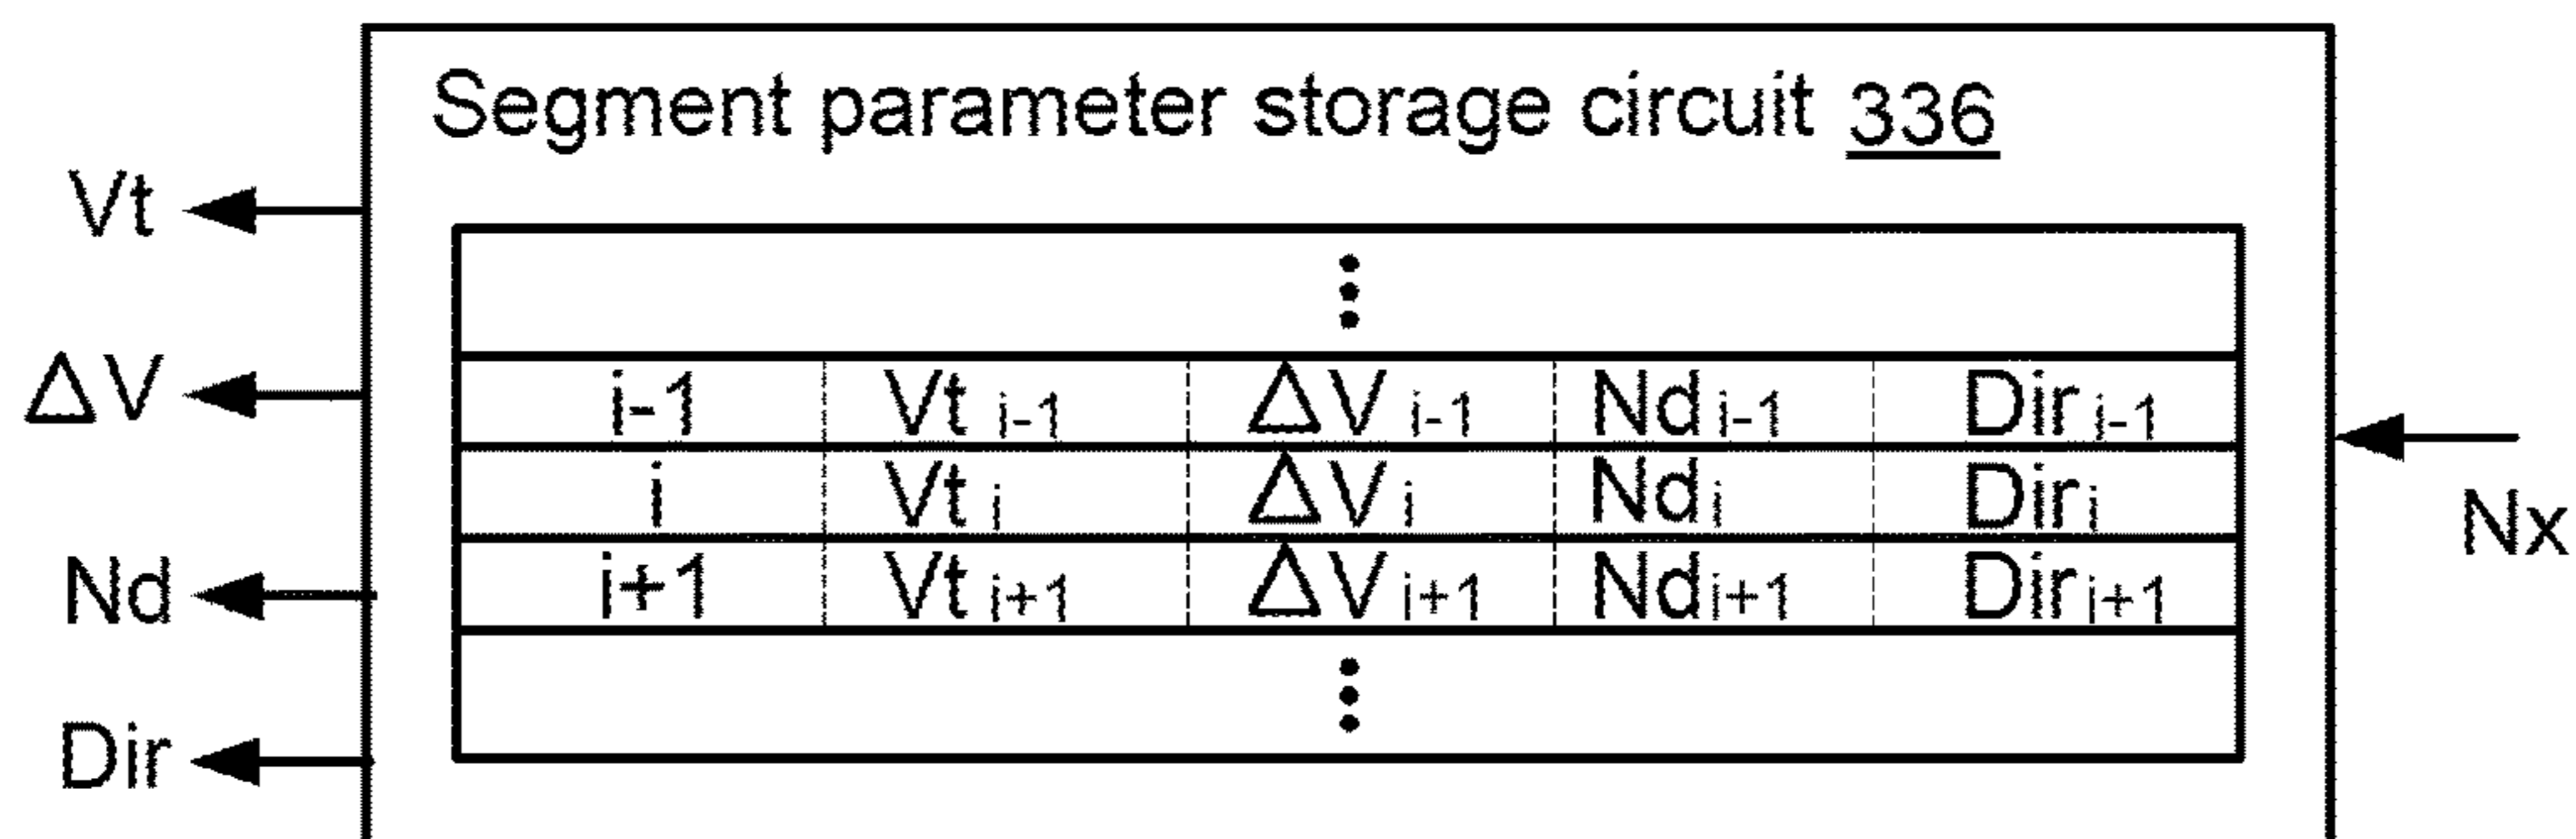 Segment parameter storage circuit 336
Vt
ΔV
Nd
Dir
⋮
i-1 Vt i-1 ΔV i-1 Nd i-1 Dir i-1
i Vt i ΔV i Nd i Dir i
i+1 Vt i+1 ΔV i+1 Nd i+1 Dir i+1
⋮
Nx